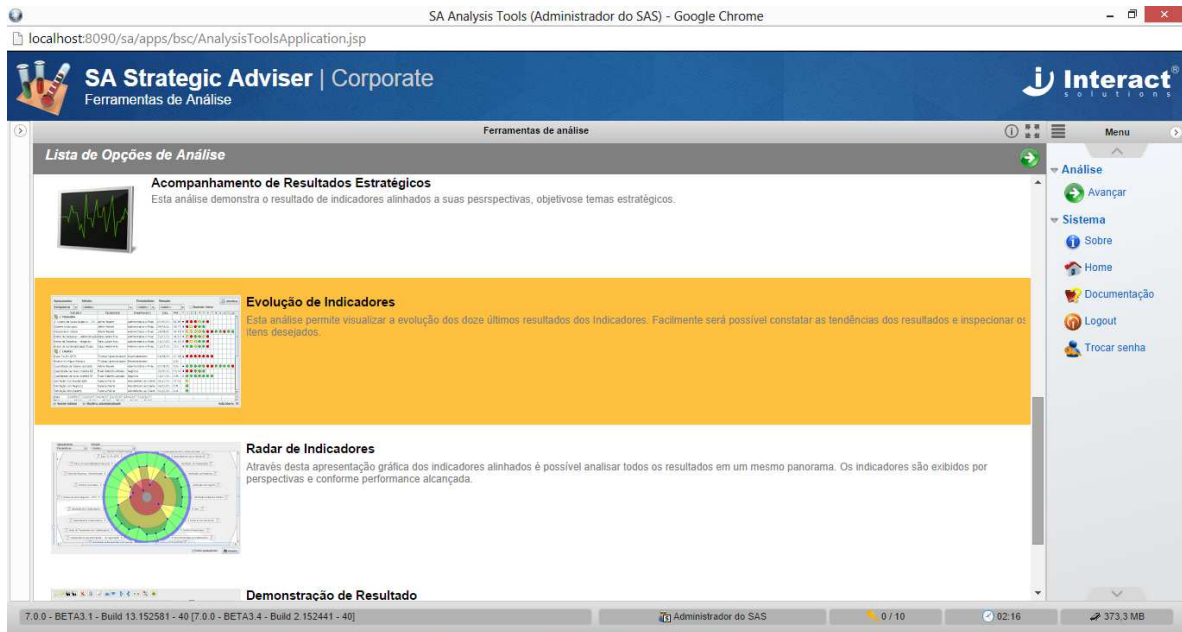 SA Analysis Tools (Administrador do SAS) - Google Chrome
localhost:8090/sa/apps/bsc/AnalysisToolsApplication.jsp
SA Strategic Adviser | Corporate
Ferramentas de Análise
Interact®
solutions
Ferramentas de análise
Menu
Lista de Opções de Análise
Acompanhamento de Resultados Estratégicos
Esta análise demonstra o resultado de indicadores alinhados a suas pesrspectivas, objetivose temas estratégicos.
Evolução de Indicadores
Esta análise permite visualizar a evolução dos doze últimos resultados dos Indicadores. Facilmente será possível constatar as tendências dos resultados e inspecionar os
itens desejados.
Radar de Indicadores
Através desta apresentação gráfica dos indicadores alinhados é possível analisar todos os resultados em um mesmo panorama. Os indicadores são exibidos por
perspectivas e conforme performance alcançada.
Demonstração de Resultado
Análise
Avançar
Sistema
Sobre
Home
Documentação
Logout
Trocar senha
7.0.0 - BETA3.1 - Build 13.152581 - 40 [7.0.0 - BETA3.4 - Build 2.152441 - 40]
Administrador do SAS
0 / 10
02:16
373,3 MB